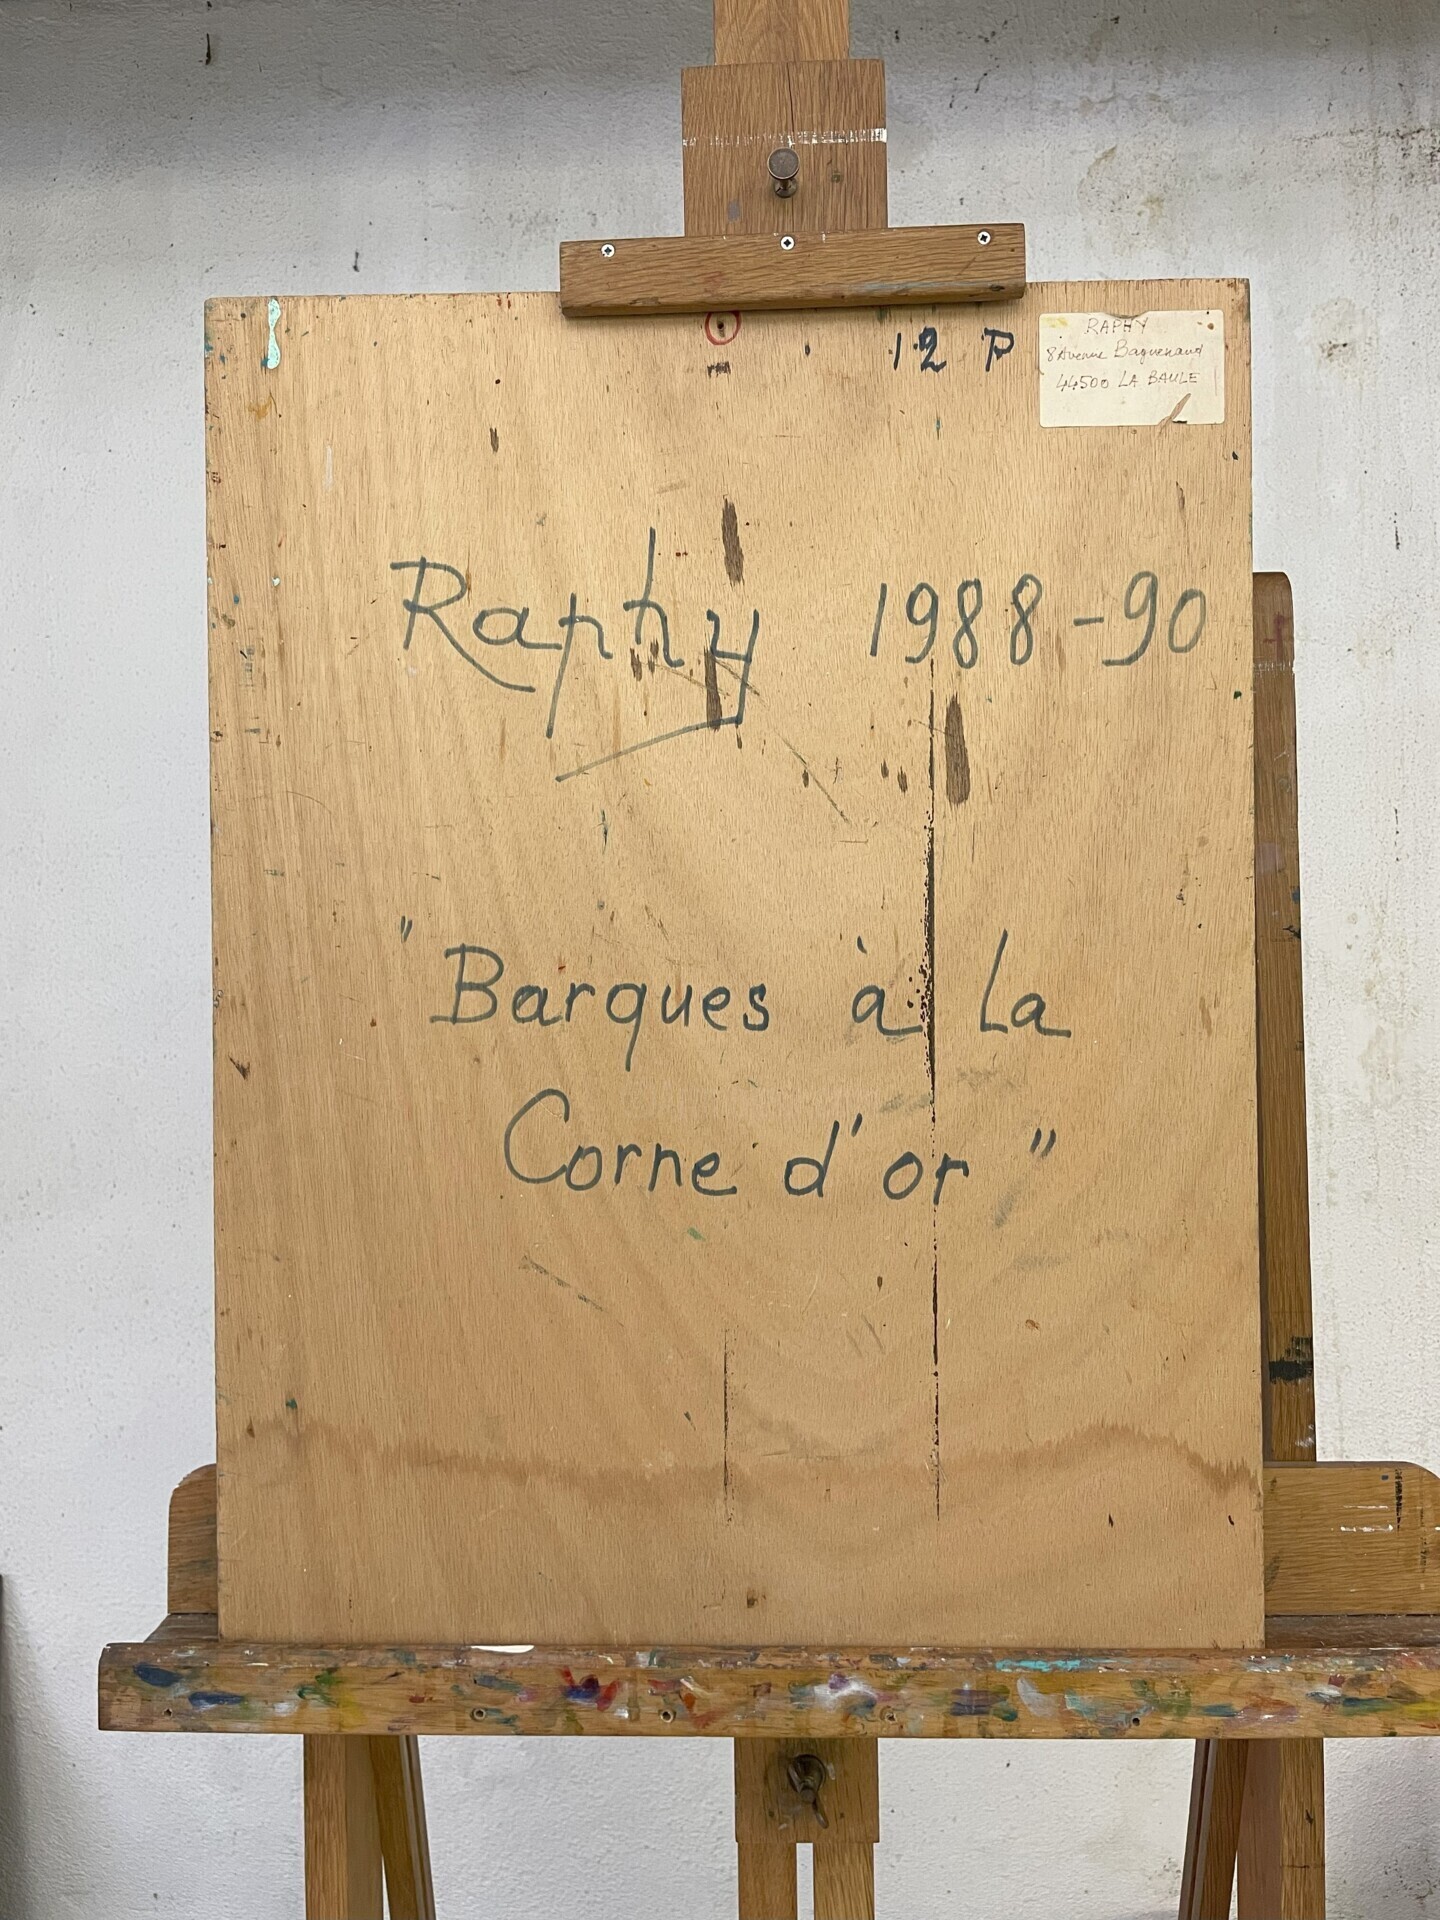 12 P
RAPHY
8 Avenue Baguenaud
44500 LA BAULE
Raphy 1988-90
"Barques à la
Corne d'or"